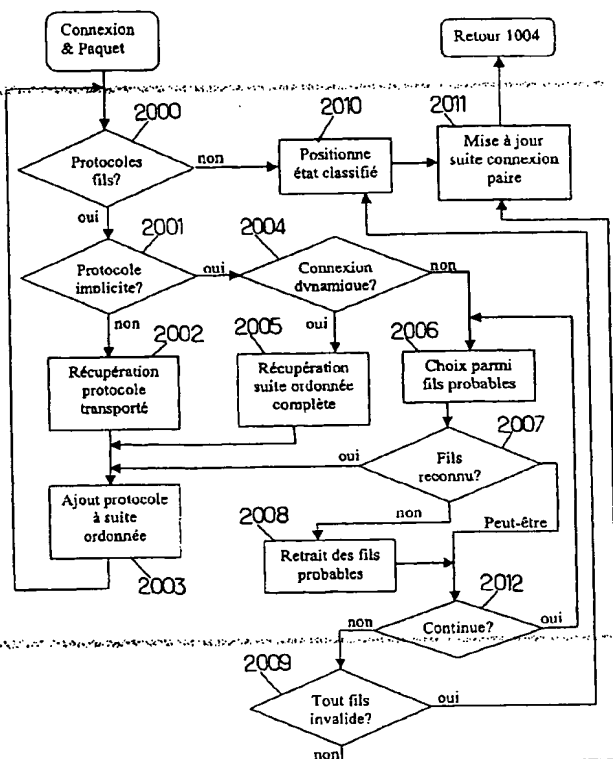 Connexion
& Paquet
Retour 1004
2000
2010
2011
Protocoles
fils?
non
Positionne
état classifié
Mise à jour
suite connexion
paire
oui
2001
2004
Protocole
implicite?
oui
Connexion
dynamique?
non
non
2002
oui
2005
2006
Récupération
protocole
transporté
Récupération
suite ordonnée
complète
Choix parmi
fils probables
2007
oui
Fils
reconnu?
Ajout protocole
à suite
ordonnée
non
2008
Peut-être
2003
Retrait des fils
probables
2012
non
Continue?
oui
2009
Tout fils
invalide?
oui
non